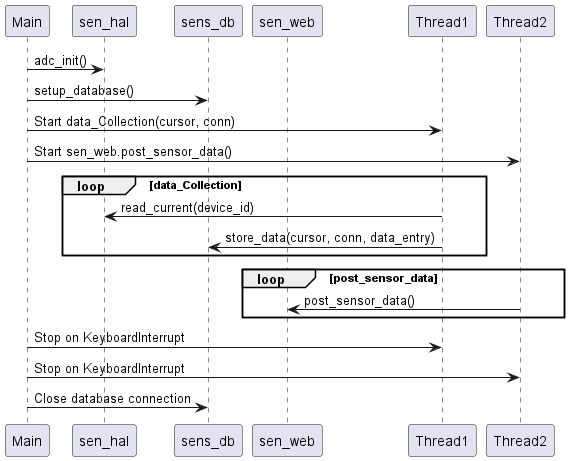 Main sen_hal sens_db sen_web Thread1 Thread2
adc_init()
setup_database()
Start data_Collection(cursor, conn)
Start sen_web.post_sensor_data()
loop [data_Collection]
read_current(device_id)
store_data(cursor, conn, data_entry)
loop [post_sensor_data]
post_sensor_data()
Stop on KeyboardInterrupt
Stop on KeyboardInterrupt
Close database connection
Main sen_hal sens_db sen_web Thread1 Thread2